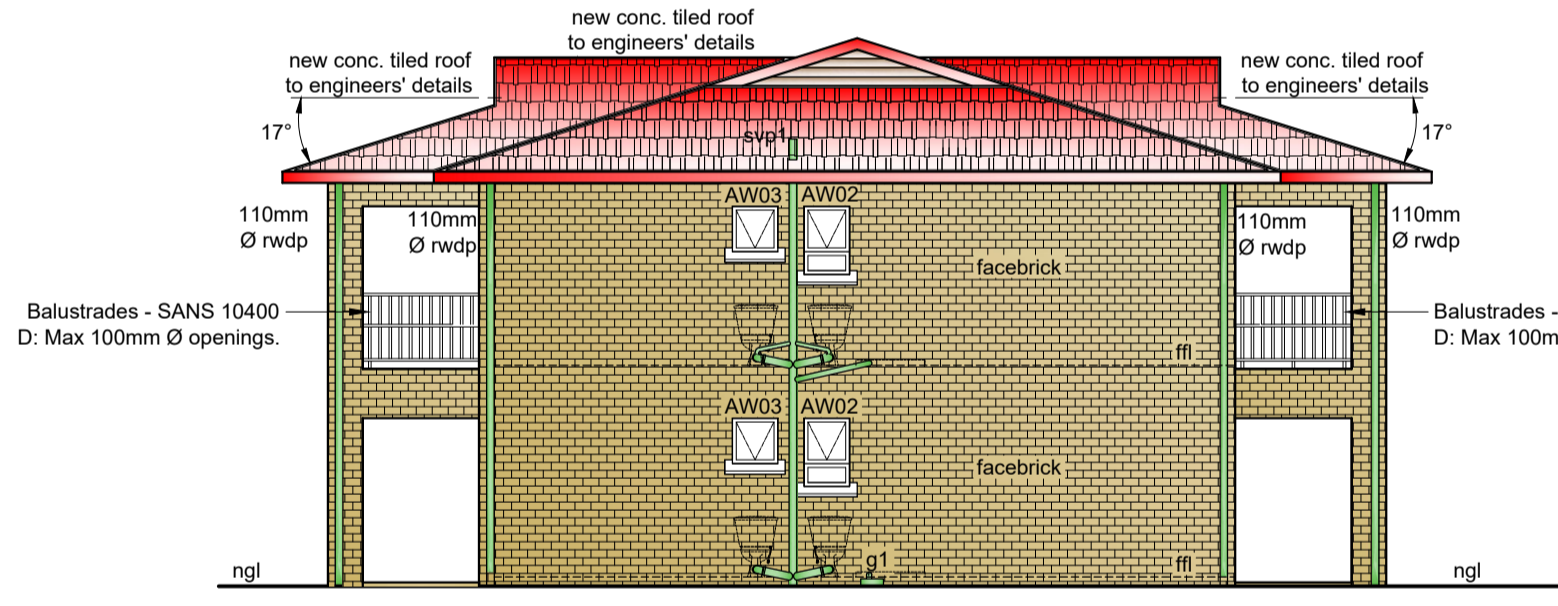 new conc. tiled roof
to engineers' details
new conc. tiled roof
to engineers' details
new conc. tiled roof
to engineers' details
17°
svp1
17°
AW03
AW02
110mm
Ø rwdp
110mm
Ø rwdp
110mm
Ø rwdp
110mm
Ø rwdp
facebrick
Balustrades - SANS 10400
D: Max 100mm Ø openings.
Balustrades -
D: Max 100m
ffl
AW03
AW02
facebrick
g1
ffl
ngl
ngl